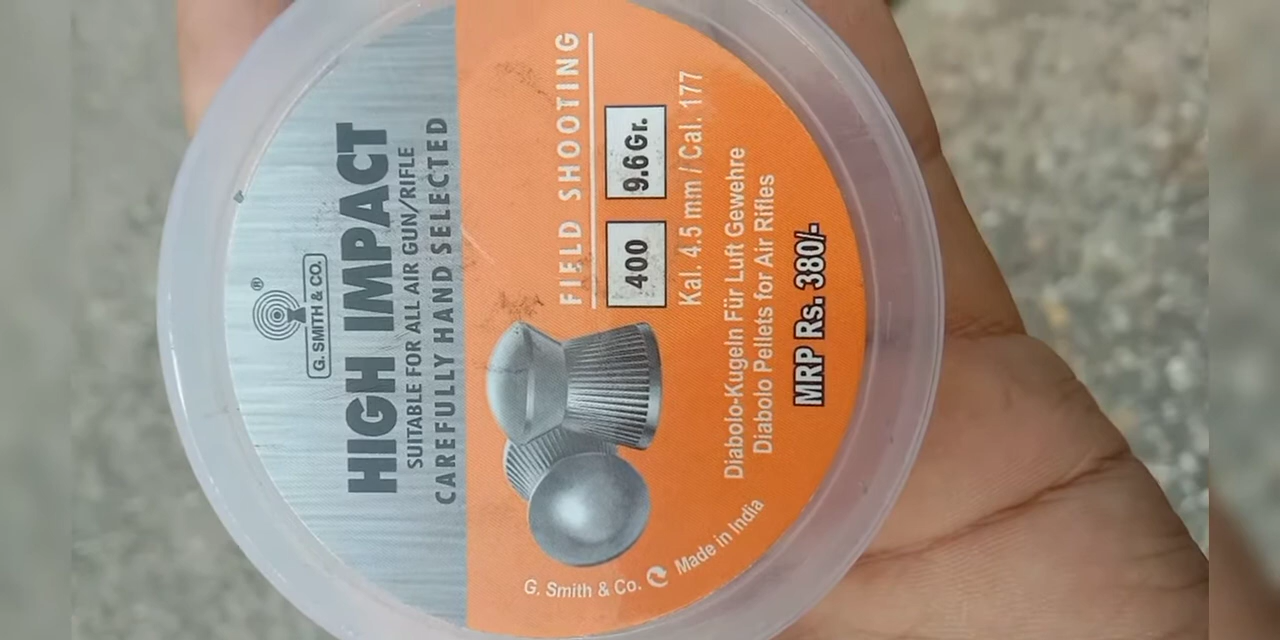 ®
G. SMITH & CO.
HIGH IMPACT
SUITABLE FOR ALL AIR GUN/RIFLE
CAREFULLY HAND SELECTED
FIELD SHOOTING
400 9.6 Gr.
Kal. 4.5 mm / Cal. 177
Diabolo-Kugeln Für Luft Gewehre
Diabolo Pellets for Air Rifles
MRP Rs. 380/-
G. Smith & Co. Made in India